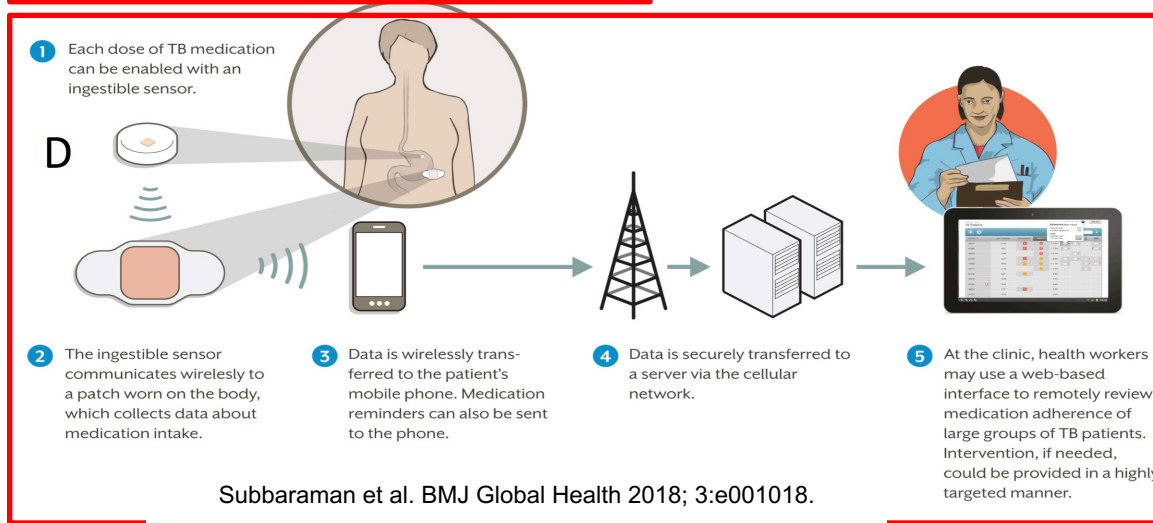 1 Each dose of TB medication
can be enabled with an
ingestible sensor.
D
2 The ingestible sensor
communicates wirelesly to
a patch worn on the body,
which collects data about
medication intake.
3 Data is wirelessly trans-
ferred to the patient's
mobile phone. Medication
reminders can also be sent
to the phone.
4 Data is securely transferred to
a server via the cellular
network.
5 At the clinic, health workers
may use a web-based
interface to remotely review
medication adherence of
large groups of TB patients.
Intervention, if needed,
could be provided in a highly
targeted manner.
Subbaraman et al. BMJ Global Health 2018; 3:e001018.